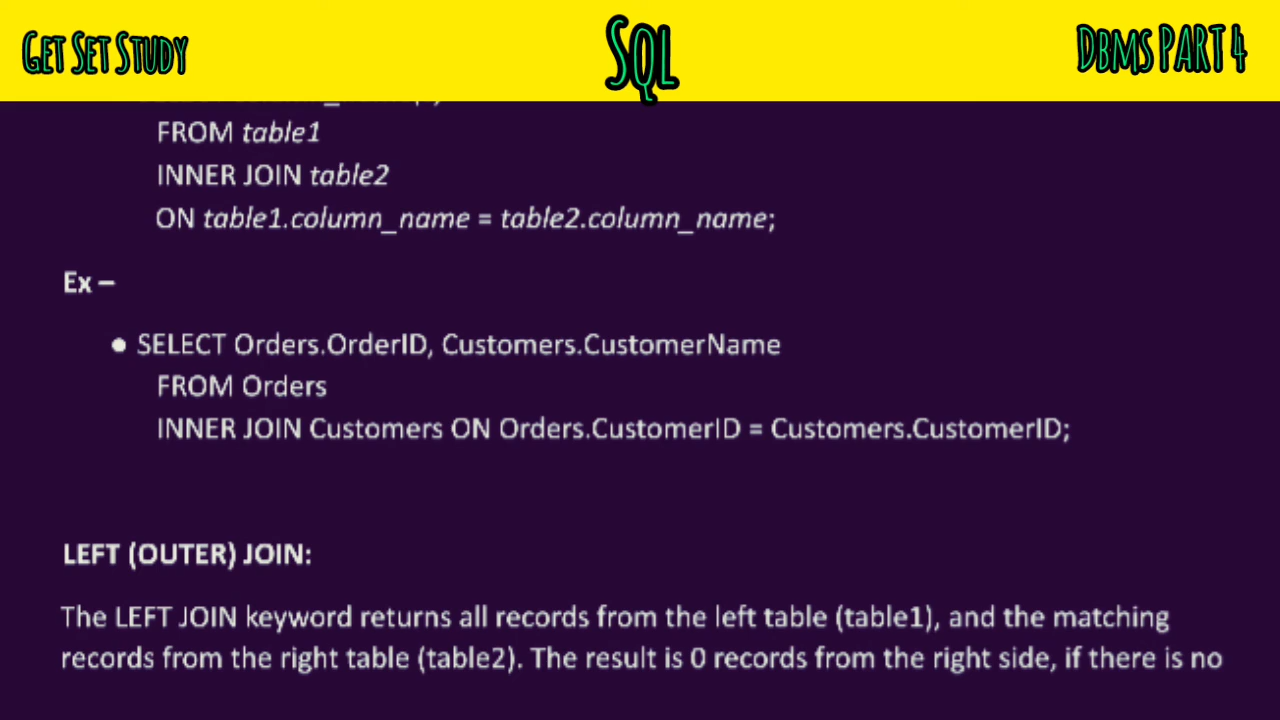 Get Set Study
Sql
Dbms PART 4
FROM table1
INNER JOIN table2
ON table1.column_name = table2.column_name;
Ex –
● SELECT Orders.OrderID, Customers.CustomerName
FROM Orders
INNER JOIN Customers ON Orders.CustomerID = Customers.CustomerID;
LEFT (OUTER) JOIN:
The LEFT JOIN keyword returns all records from the left table (table1), and the matching
records from the right table (table2). The result is 0 records from the right side, if there is no